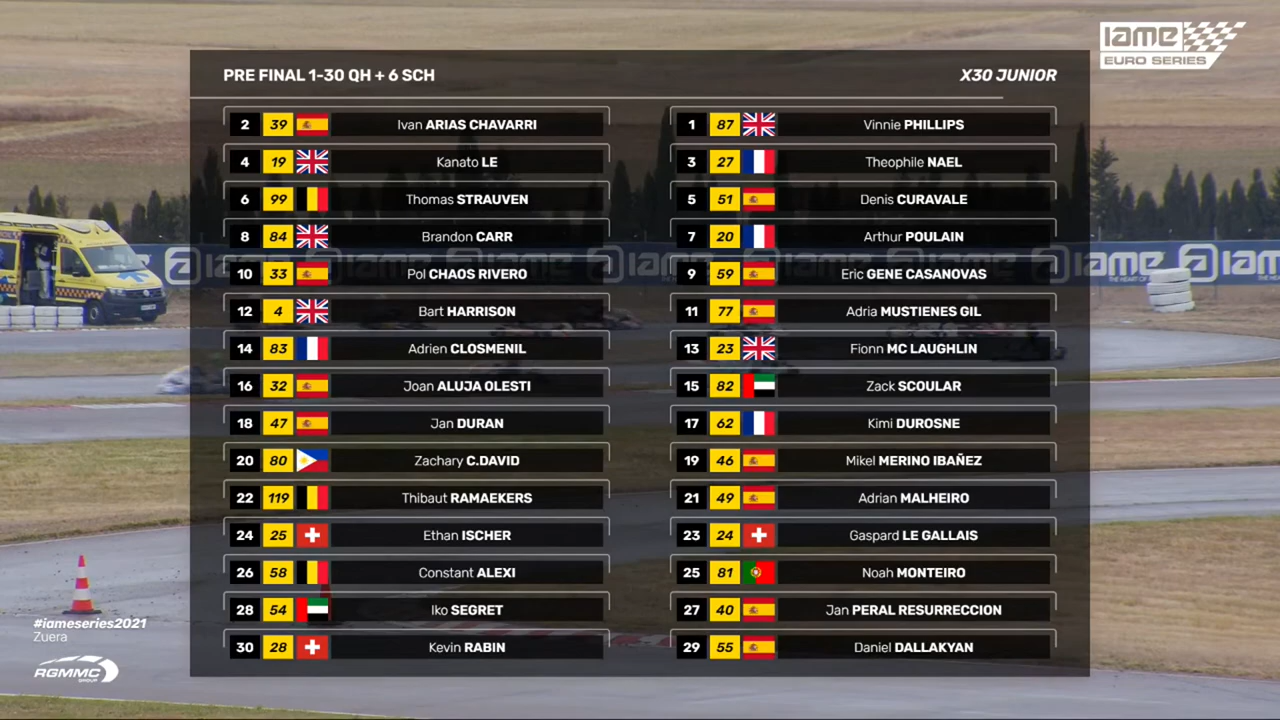 iame
EURO SERIES
PRE FINAL 1-30 QH + 6 SCH
X30 JUNIOR
2 39 Ivan ARIAS CHAVARRI
1 87 Vinnie PHILLIPS
4 19 Kanato LE
3 27 Theophile NAEL
6 99 Thomas STRAUVEN
5 51 Denis CURAVALE
8 84 Brandon CARR
7 20 Arthur POULAIN
10 33 Pol CHAOS RIVERO
9 59 Eric GENE CASANOVAS
12 4 Bart HARRISON
11 77 Adria MUSTIENES GIL
14 83 Adrien CLOSMENIL
13 23 Fionn MC LAUGHLIN
16 32 Joan ALUJA OLESTI
15 82 Zack SCOULAR
18 47 Jan DURAN
17 62 Kimi DUROSNE
20 80 Zachary C.DAVID
19 46 Mikel MERINO IBAÑEZ
22 119 Thibaut RAMAEKERS
21 49 Adrian MALHEIRO
24 25 Ethan ISCHER
23 24 Gaspard LE GALLAIS
26 58 Constant ALEXI
25 81 Noah MONTEIRO
28 54 Iko SEGRET
27 40 Jan PERAL RESURRECCION
30 28 Kevin RABIN
29 55 Daniel DALLAKYAN
iame iame iame iame
#iameseries2021
Zuera
RGMMC
GROUP